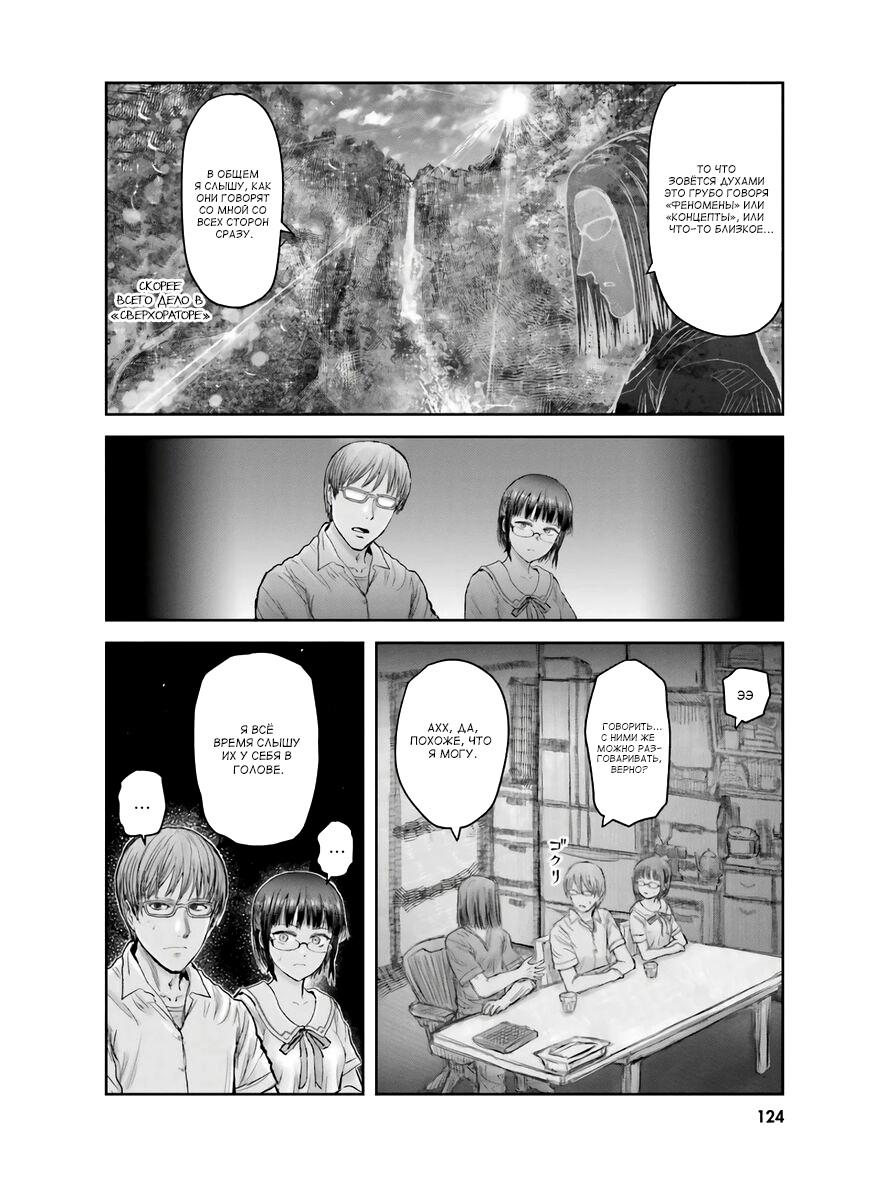 ТО ЧТО
ЗОВЁТСЯ ДУХАМИ
ЭТО ГРУБО ГОВОРЯ
«ФЕНОМЕНЫ» ИЛИ
«КОНЦЕПТЫ», ИЛИ
ЧТО-ТО БЛИЗКОЕ...
В ОБЩЕМ
Я СЛЫШУ, КАК
ОНИ ГОВОРЯТ
СО МНОЙ СО
ВСЕХ СТОРОН
СРАЗУ.
СКОРЕЕ
ВСЕГО ДЕЛО В
«СВЕРХОРАТОРЕ»
ЭЭ
ГОВОРИТЬ...
С НИМИ ЖЕ
МОЖНО РАЗ-
ГОВАРИВАТЬ,
ВЕРНО?
ゴクリ
АХХ, ДА,
ПОХОЖЕ, ЧТО
Я МОГУ.
Я ВСЁ
ВРЕМЯ СЛЫШУ
ИХ У СЕБЯ В
ГОЛОВЕ.
...
...
124